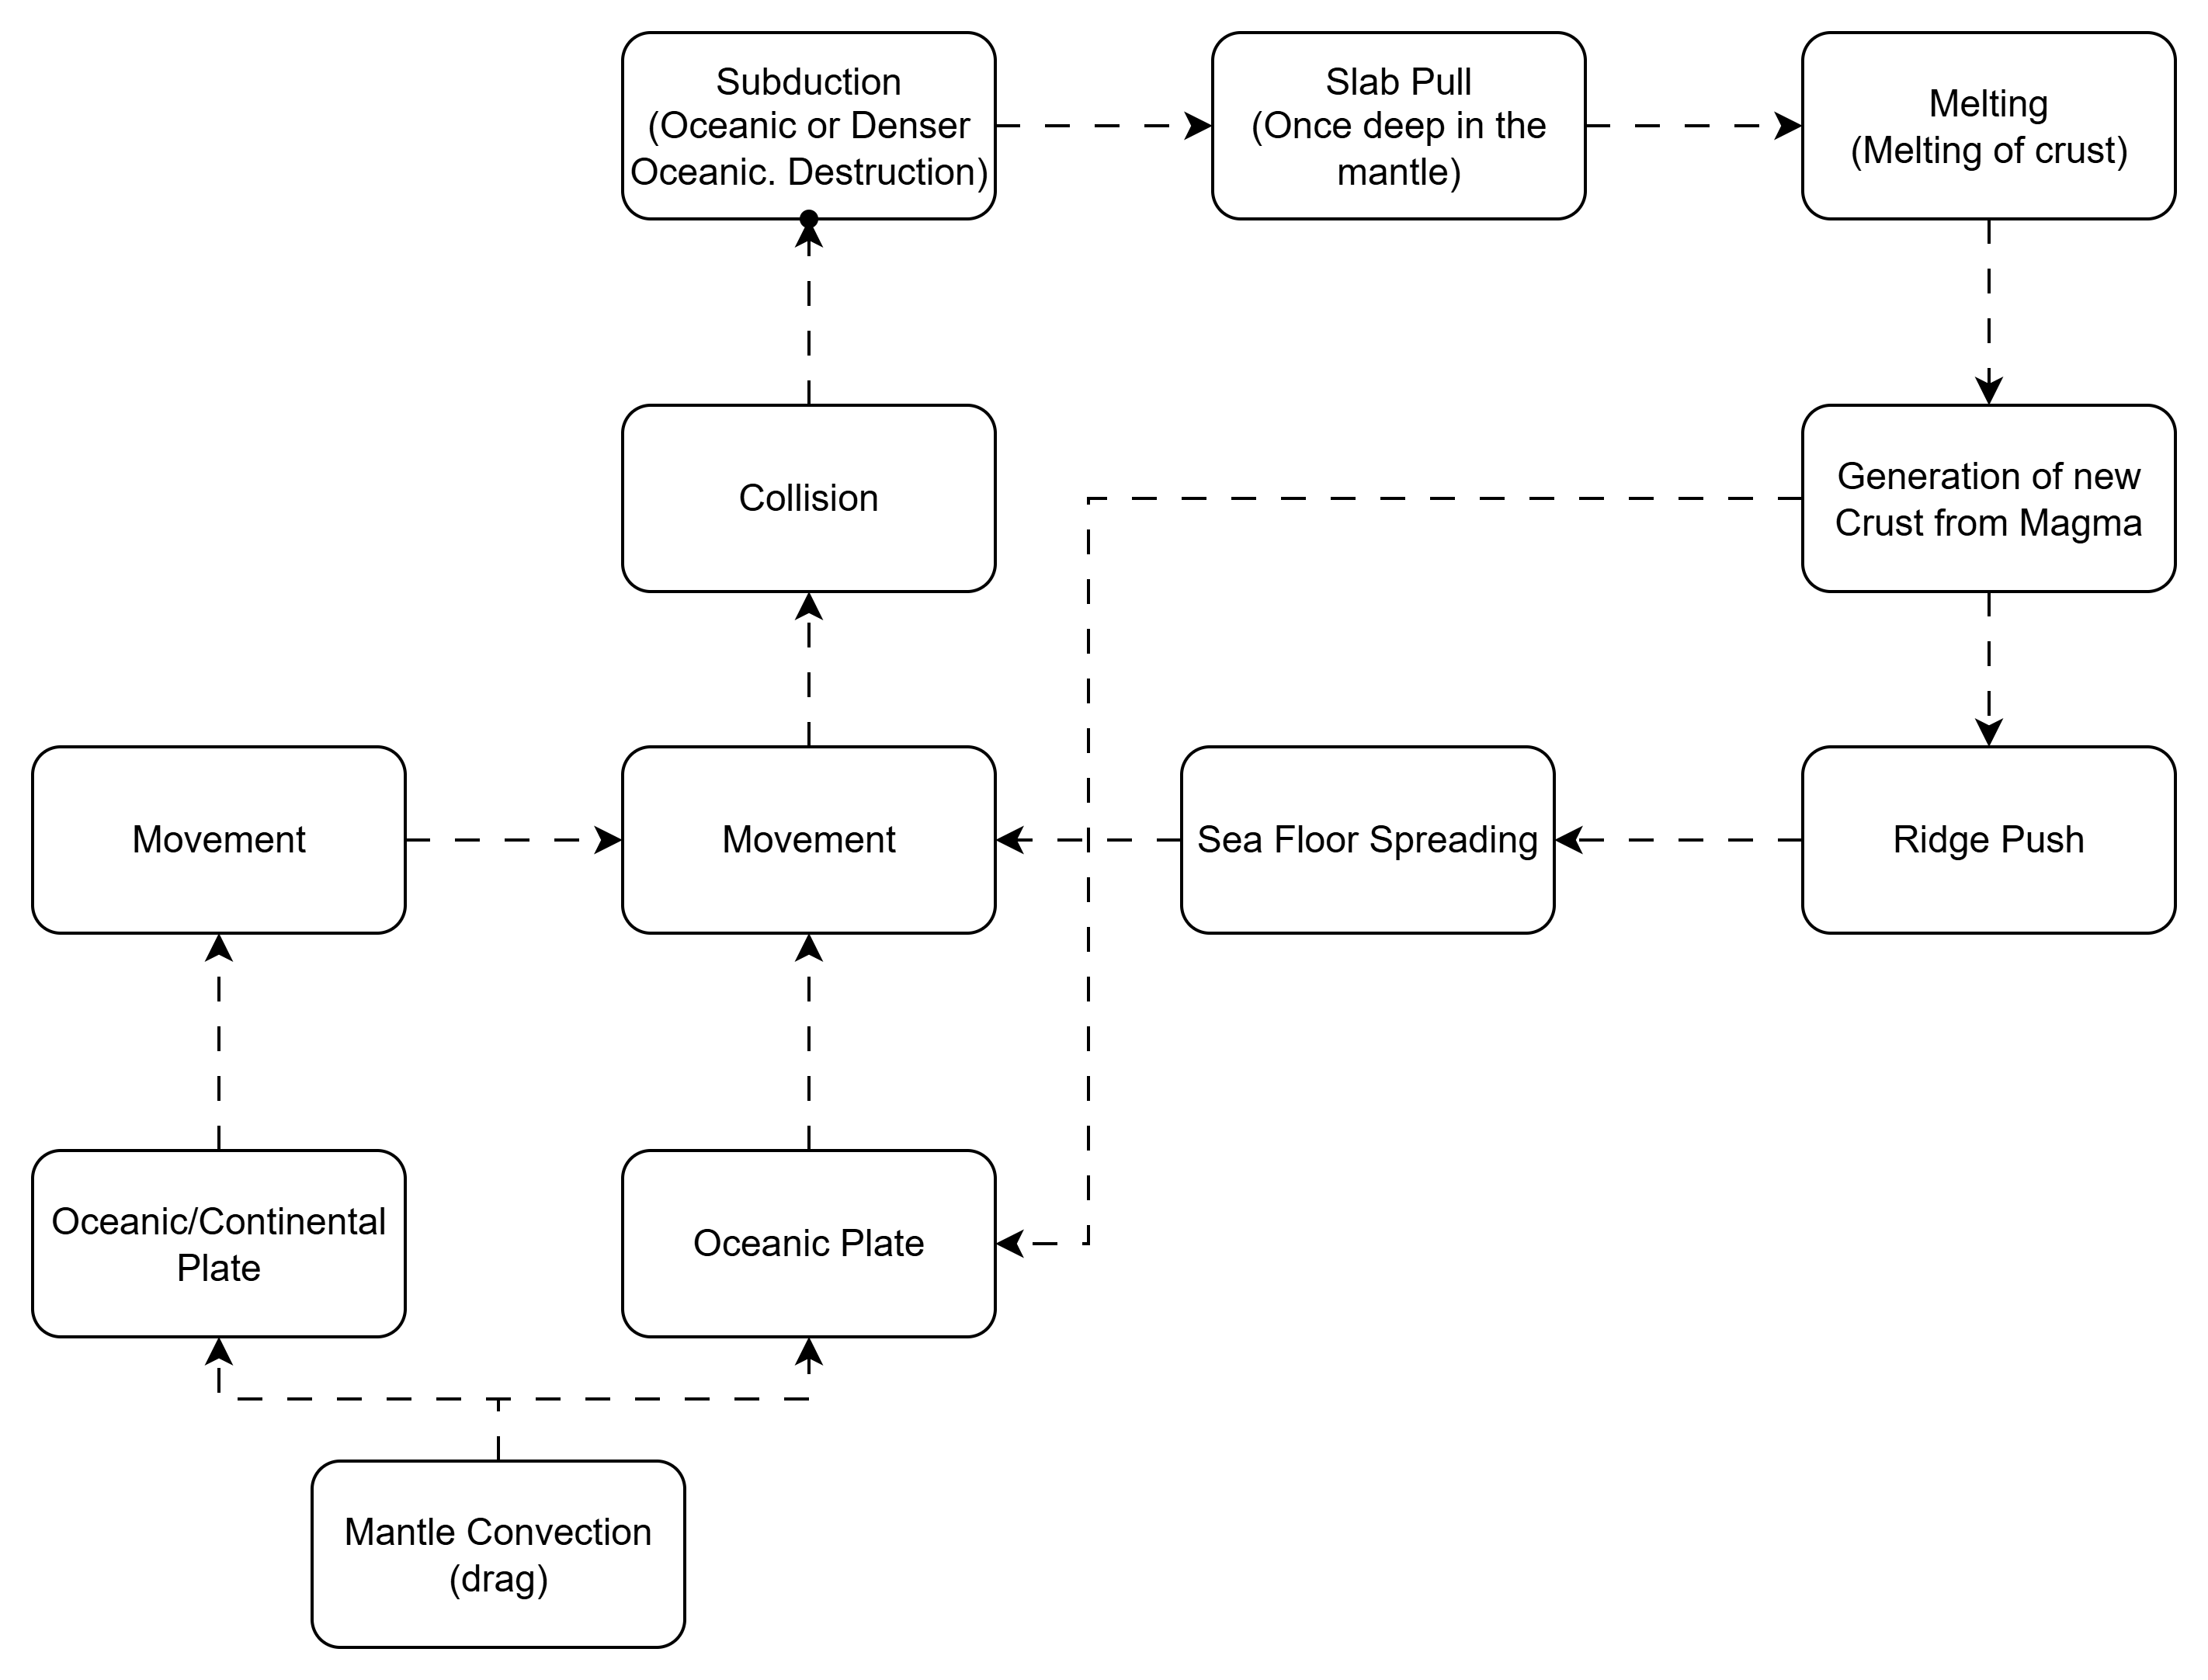 Subduction
(Oceanic or Denser
Oceanic. Destruction)
Slab Pull
(Once deep in the
mantle)
Melting
(Melting of crust)
Collision
Generation of new
Crust from Magma
Movement
Movement
Sea Floor Spreading
Ridge Push
Oceanic/Continental
Plate
Oceanic Plate
Mantle Convection
(drag)